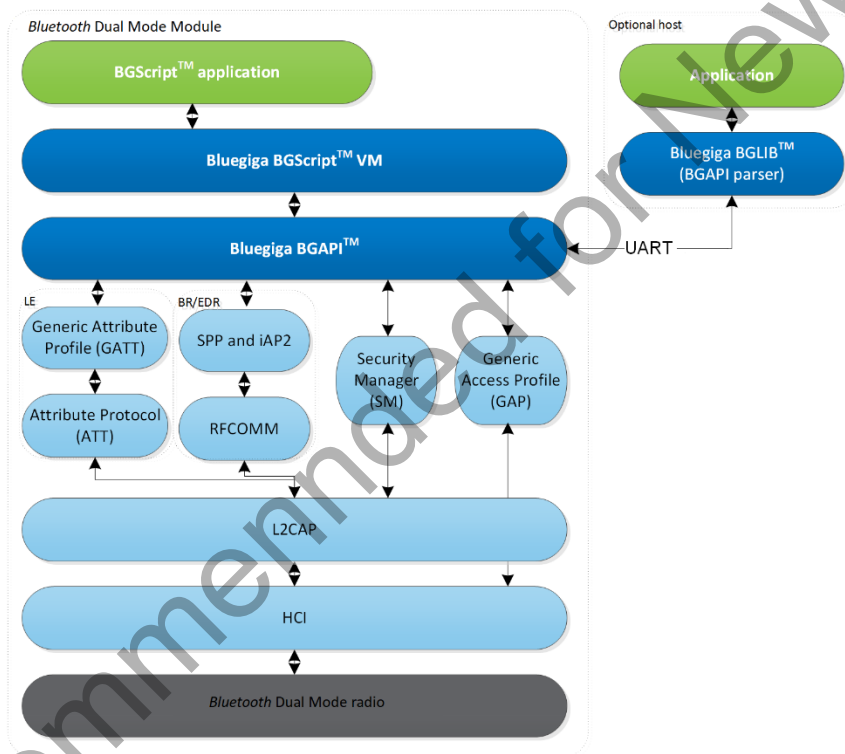 Bluetooth Dual Mode Module
Optional host
BGScript™ application
Application
Bluegiga BGScript™ VM
Bluegiga BGLIB™
(BGAPI parser)
Bluegiga BGAPI™
UART
LE
BR/EDR
Generic Attribute
Profile (GATT)
SPP and iAP2
Security
Manager
(SM)
Generic
Access Profile
(GAP)
Attribute Protocol
(ATT)
RFCOMM
L2CAP
HCI
Bluetooth Dual Mode radio
ommended for New